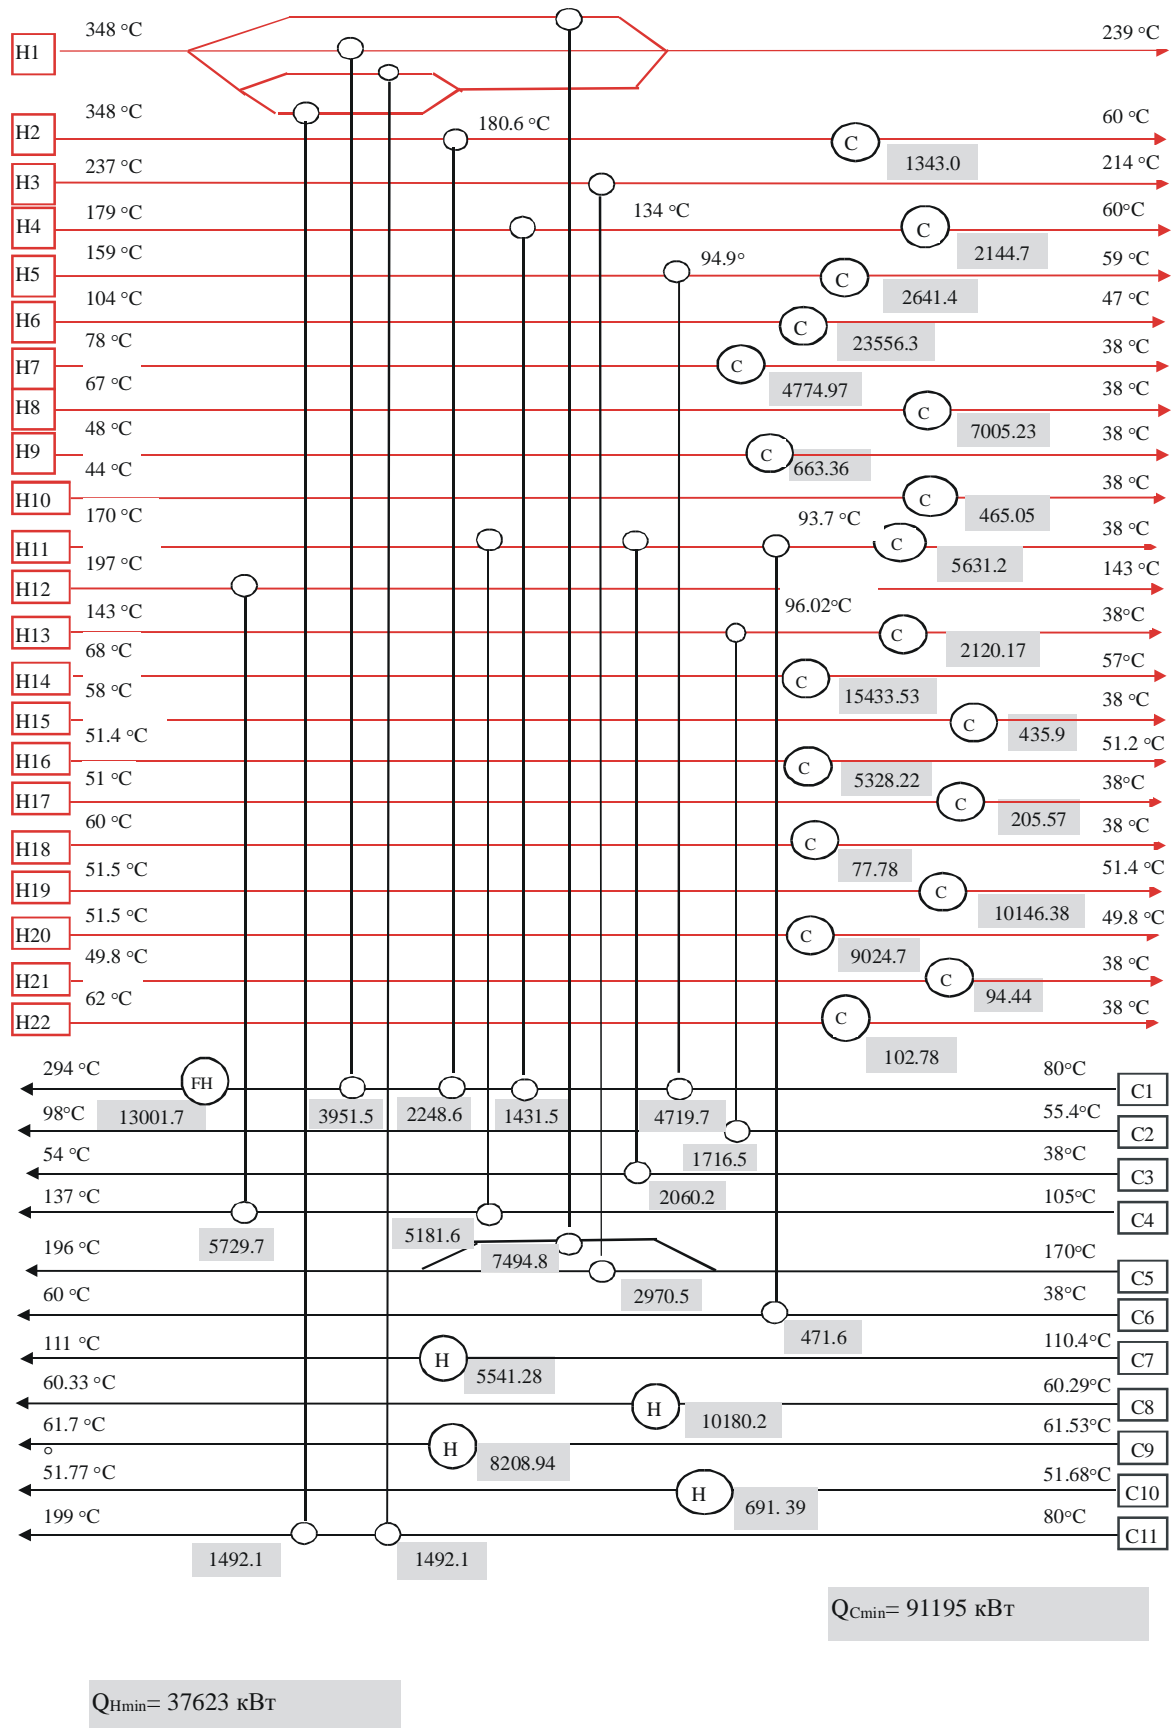 348 °C
239 °C
H1
348 °C
180.6 °C
60 °C
H2
C
1343.0
237 °C
214 °C
H3
179 °C
134 °C
60°C
H4
C
2144.7
159 °C
94.9°
59 °C
H5
C
2641.4
104 °C
47 °C
H6
C
23556.3
78 °C
38 °C
H7
C
4774.97
67 °C
38 °C
H8
C
7005.23
48 °C
38 °C
H9
C
663.36
44 °C
38 °C
H10
C
465.05
170 °C
93.7 °C
38 °C
H11
C
5631.2
197 °C
143 °C
H12
143 °C
96.02°C
38°C
H13
C
2120.17
68 °C
57°C
H14
C
15433.53
58 °C
38 °C
H15
C
435.9
51.4 °C
51.2 °C
H16
C
5328.22
51 °C
38°C
H17
C
205.57
60 °C
38 °C
H18
C
77.78
51.5 °C
51.4 °C
H19
C
10146.38
51.5 °C
49.8 °C
H20
C
9024.7
49.8 °C
38 °C
H21
C
94.44
62 °C
38 °C
H22
C
102.78
294 °C
80°C
FH
C1
13001.7
3951.5
2248.6
1431.5
4719.7
98°C
55.4°C
C2
1716.5
54 °C
38°C
C3
2060.2
137 °C
105°C
C4
5729.7
5181.6
196 °C
170°C
7494.8
C5
2970.5
60 °C
38°C
C6
471.6
111 °C
110.4°C
H
C7
5541.28
60.33 °C
60.29°C
H
C8
10180.2
61.7 °C
61.53°C
H
C9
8208.94
°
51.77 °C
51.68°C
H
C10
691. 39
199 °C
80°C
C11
1492.1
1492.1
QCmin= 91195 кВт
QHmin= 37623 кВт